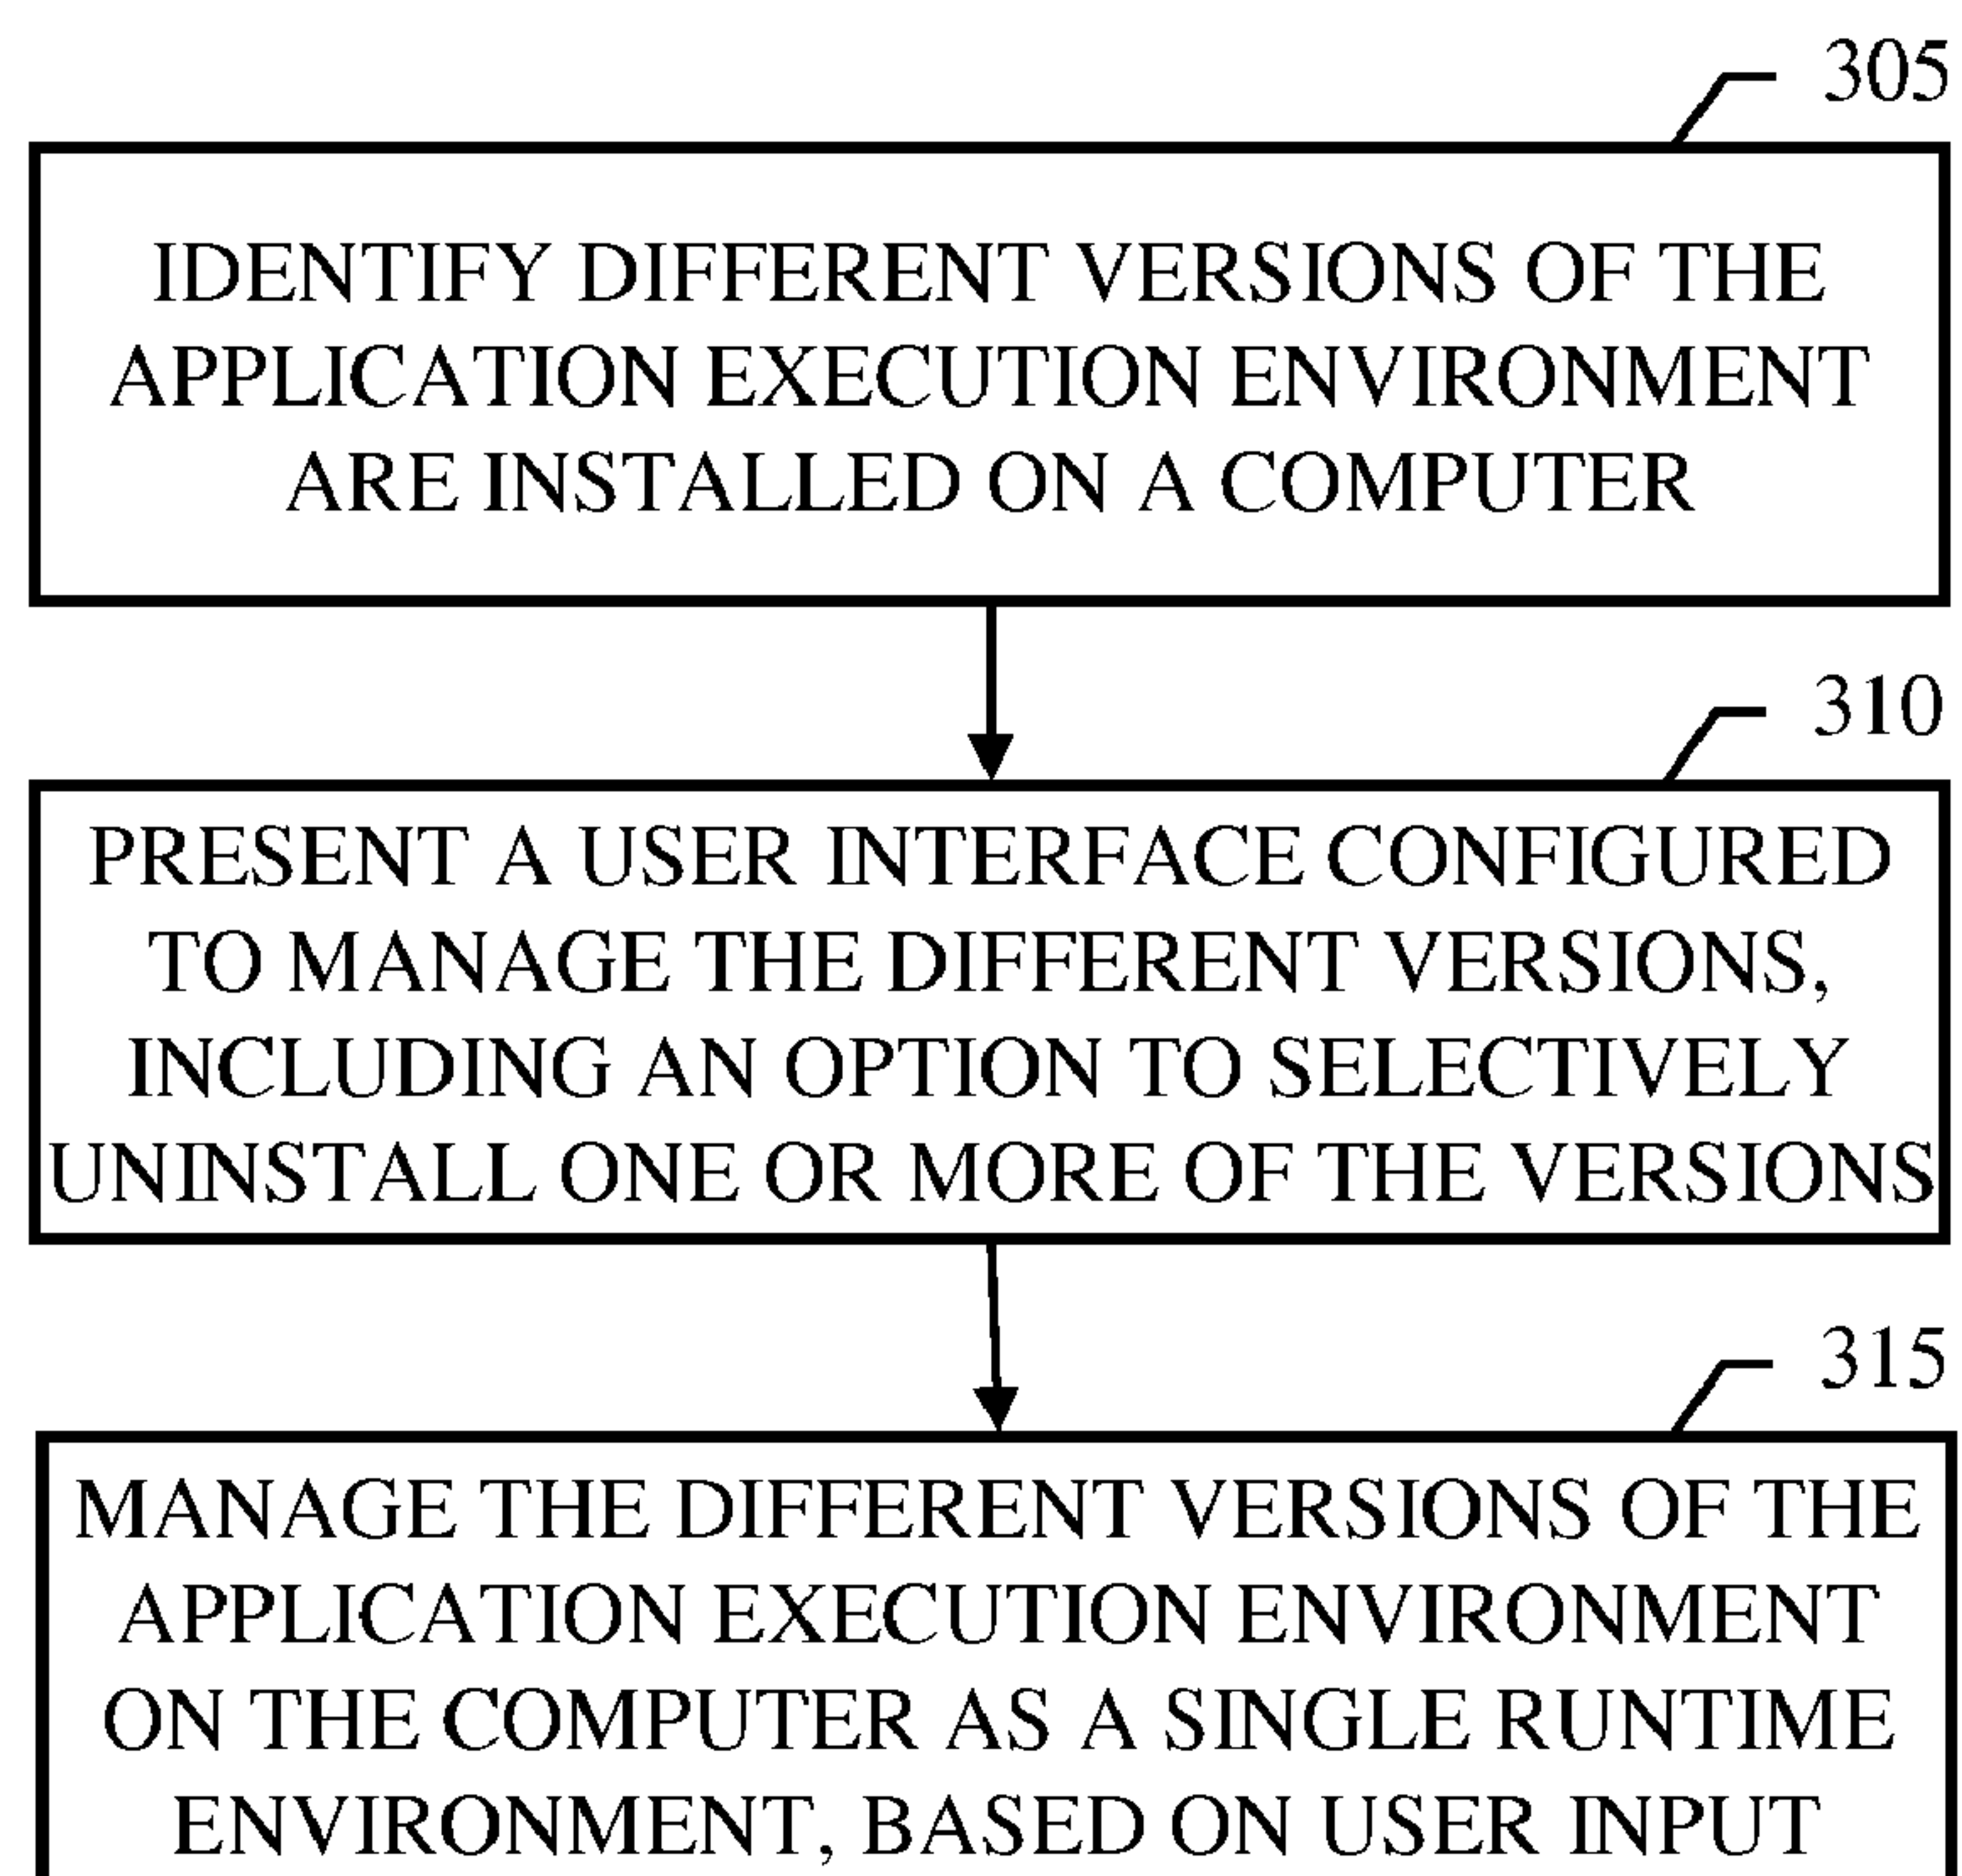 305
IDENTIFY DIFFERENT VERSIONS OF THE
APPLICATION EXECUTION ENVIRONMENT
ARE INSTALLED ON A COMPUTER
310
PRESENT A USER INTERFACE CONFIGURED
TO MANAGE THE DIFFERENT VERSIONS,
INCLUDING AN OPTION TO SELECTIVELY
UNINSTALL ONE OR MORE OF THE VERSIONS
315
MANAGE THE DIFFERENT VERSIONS OF THE
APPLICATION EXECUTION ENVIRONMENT
ON THE COMPUTER AS A SINGLE RUNTIME
ENVIRONMENT, BASED ON USER INPUT